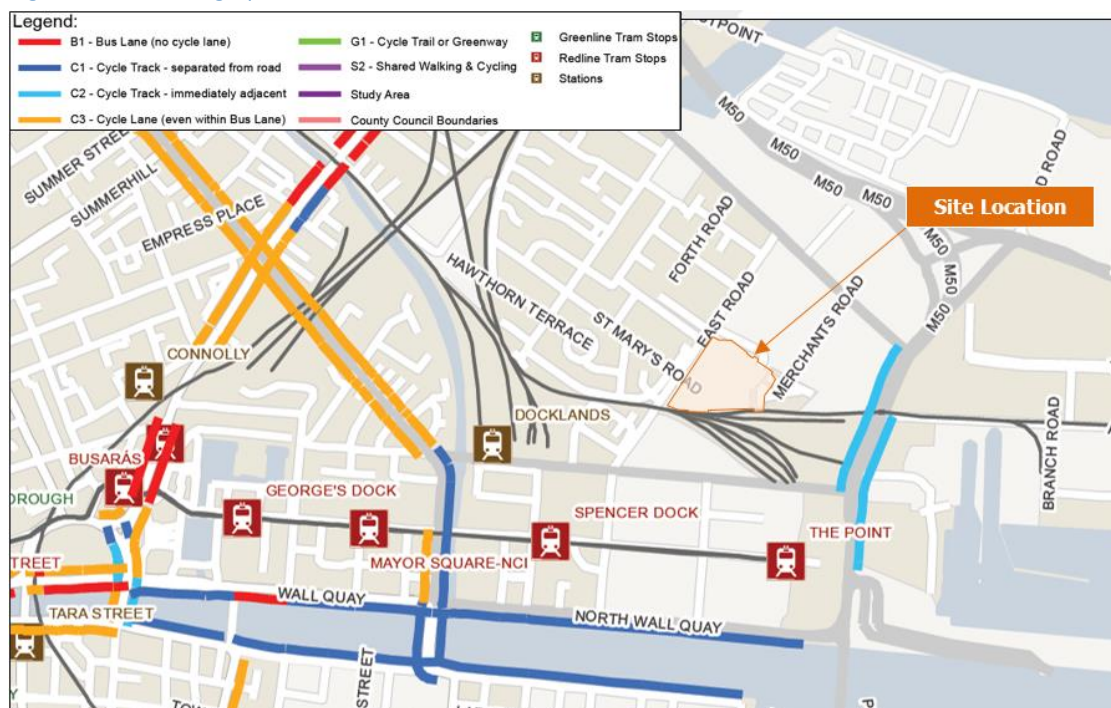 Legend:
B1 - Bus Lane (no cycle lane)
C1 - Cycle Track - separated from road
C2 - Cycle Track - immediately adjacent
C3 - Cycle Lane (even within Bus Lane)
G1 - Cycle Trail or Greenway
S2 - Shared Walking & Cycling
Study Area
County Council Boundaries
Greenline Tram Stops
Redline Tram Stops
Stations
M50
M50
M50
M50
M50
M50
M50
SUMMER STREET
SUMMERHILL
EMPRESS PLACE
Site Location
FORTH ROAD
HAWTHORN TERRACE
EAST ROAD
ST MARY'S ROAD
MERCHANTS ROAD
CONNOLLY
DOCKLANDS
BRANCH ROAD
BUSARÁS
OROUGH
GEORGE'S DOCK
SPENCER DOCK
THE POINT
TREET
MAYOR SQUARE-NCI
WALL QUAY
TARA STREET
NORTH WALL QUAY
STREET